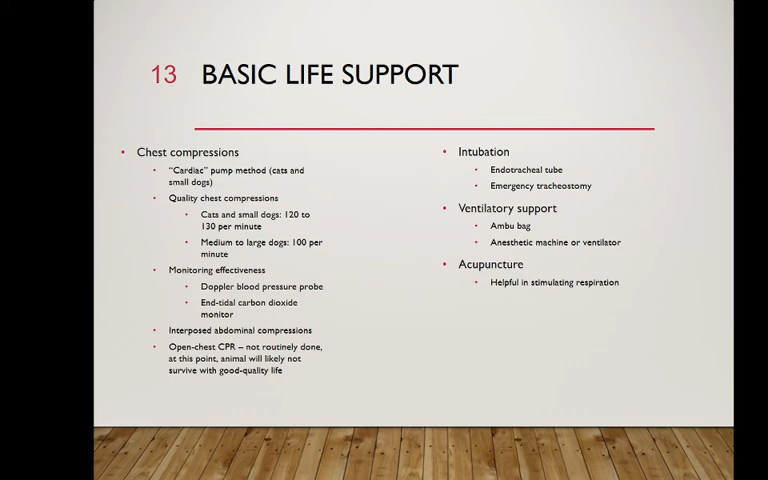 13 BASIC LIFE SUPPORT
• Chest compressions
• “Cardiac” pump method (cats and
small dogs)
• Quality chest compressions
• Cats and small dogs: 120 to
130 per minute
• Medium to large dogs: 100 per
minute
• Monitoring effectiveness
• Doppler blood pressure probe
• End-tidal carbon dioxide
monitor
• Interposed abdominal compressions
• Open-chest CPR – not routinely done,
at this point, animal will likely not
survive with good-quality life
• Intubation
• Endotracheal tube
• Emergency tracheostomy
• Ventilatory support
• Ambu bag
• Anesthetic machine or ventilator
• Acupuncture
• Helpful in stimulating respiration